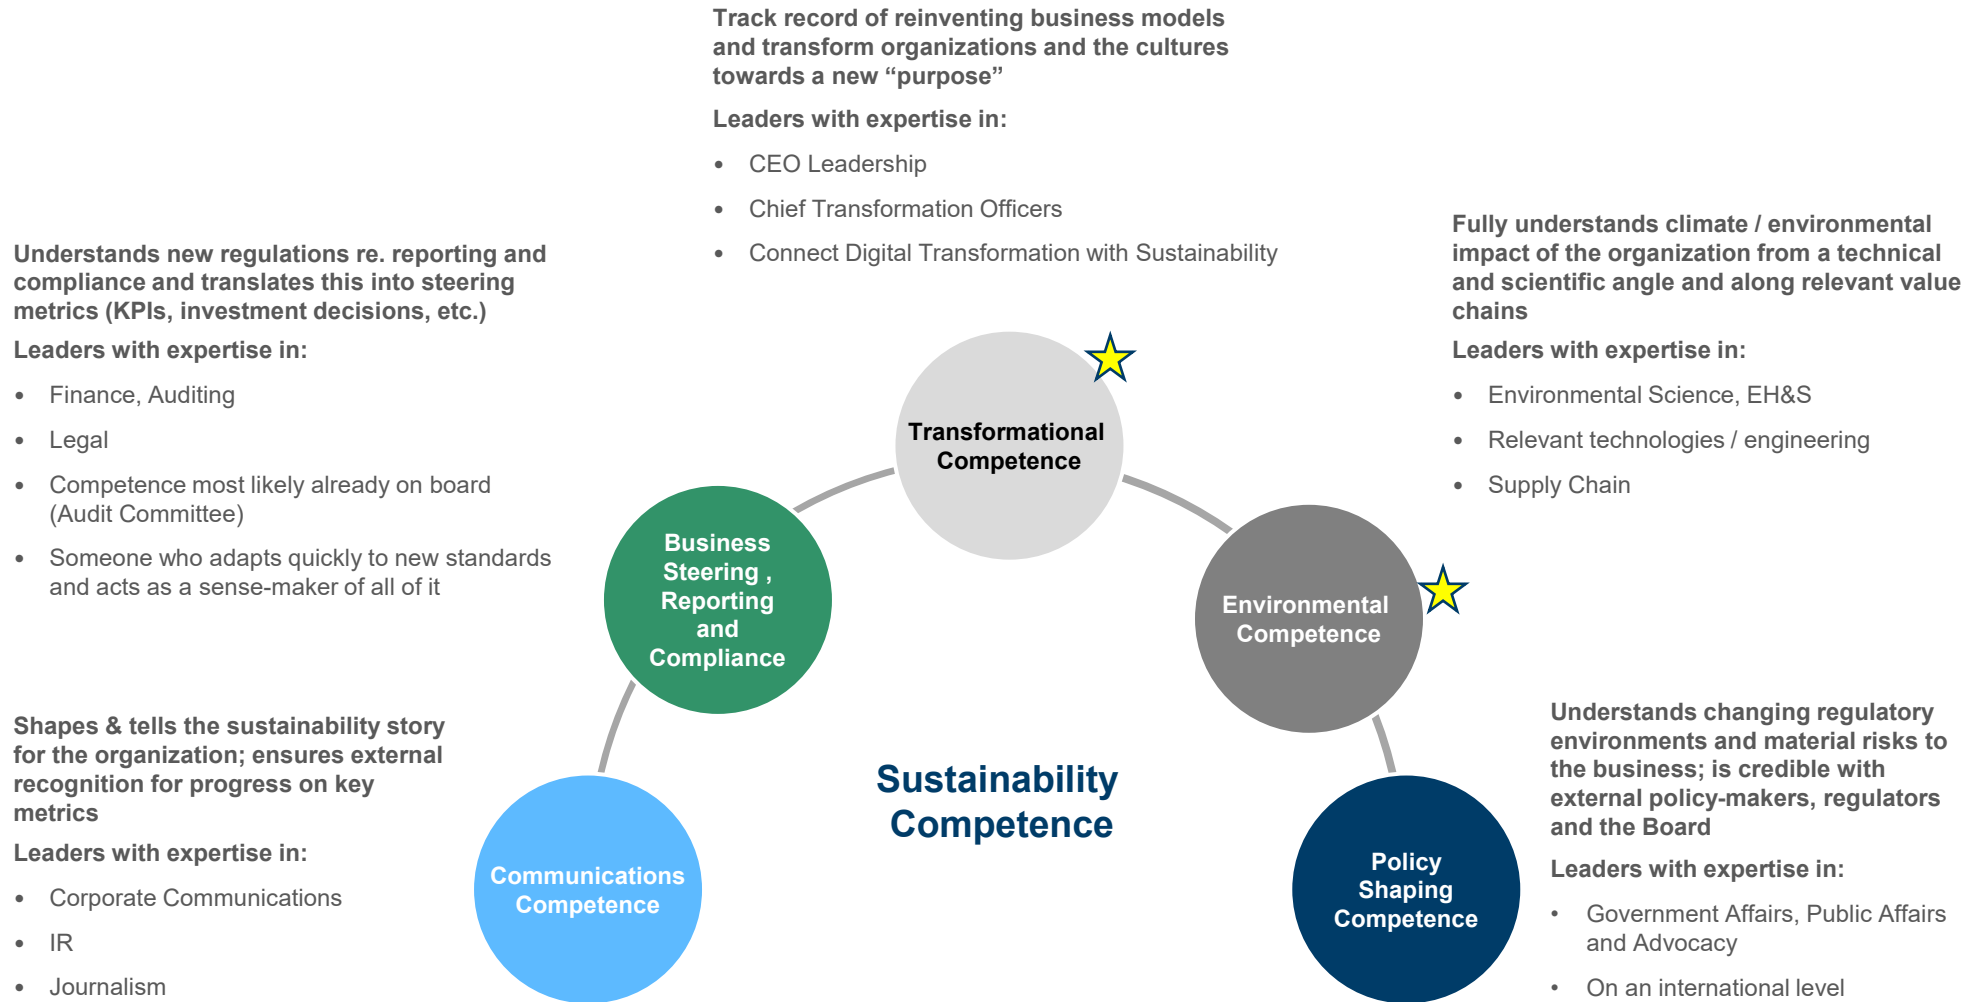 Track record of reinventing business models
and transform organizations and the cultures
towards a new “purpose”
Leaders with expertise in:
• CEO Leadership
• Chief Transformation Officers
• Connect Digital Transformation with Sustainability
Understands new regulations re. reporting and
compliance and translates this into steering
metrics (KPIs, investment decisions, etc.)
Leaders with expertise in:
• Finance, Auditing
• Legal
• Competence most likely already on board
(Audit Committee)
• Someone who adapts quickly to new standards
and acts as a sense-maker of all of it
Fully understands climate / environmental
impact of the organization from a technical
and scientific angle and along relevant value
chains
Leaders with expertise in:
• Environmental Science, EH&S
• Relevant technologies / engineering
• Supply Chain
Transformational
Competence
Business
Steering ,
Reporting
and
Compliance
Environmental
Competence
Shapes & tells the sustainability story
for the organization; ensures external
recognition for progress on key
metrics
Leaders with expertise in:
• Corporate Communications
• IR
• Journalism
Communications
Competence
Sustainability
Competence
Policy
Shaping
Competence
Understands changing regulatory
environments and material risks to
the business; is credible with
external policy-makers, regulators
and the Board
Leaders with expertise in:
• Government Affairs, Public Affairs
and Advocacy
• On an international level